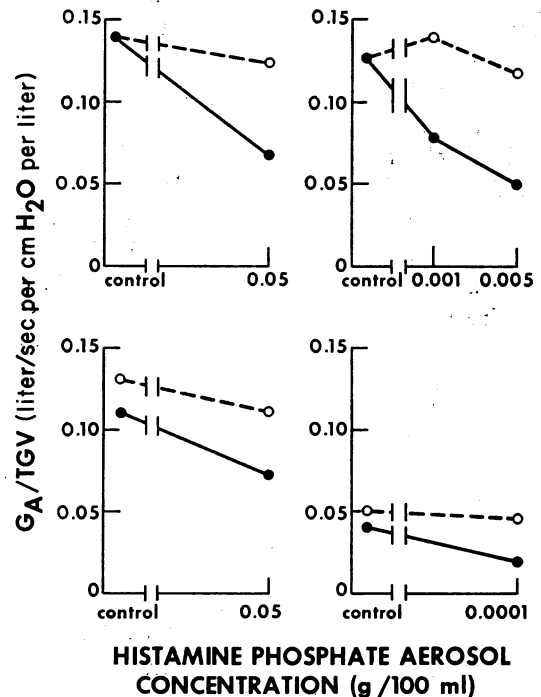 GA/TGV (liter/sec per cm H2O per liter)
0.15
0.10
0.05
0
control
0.05
0.15
0.10
0.05
0
control 0.001 0.005
0.15
0.10
0.05
0
control
0.05
0.15
0.10
0.05
0
control
0.0001
HISTAMINE PHOSPHATE AEROSOL
CONCENTRATION (g/100 ml)